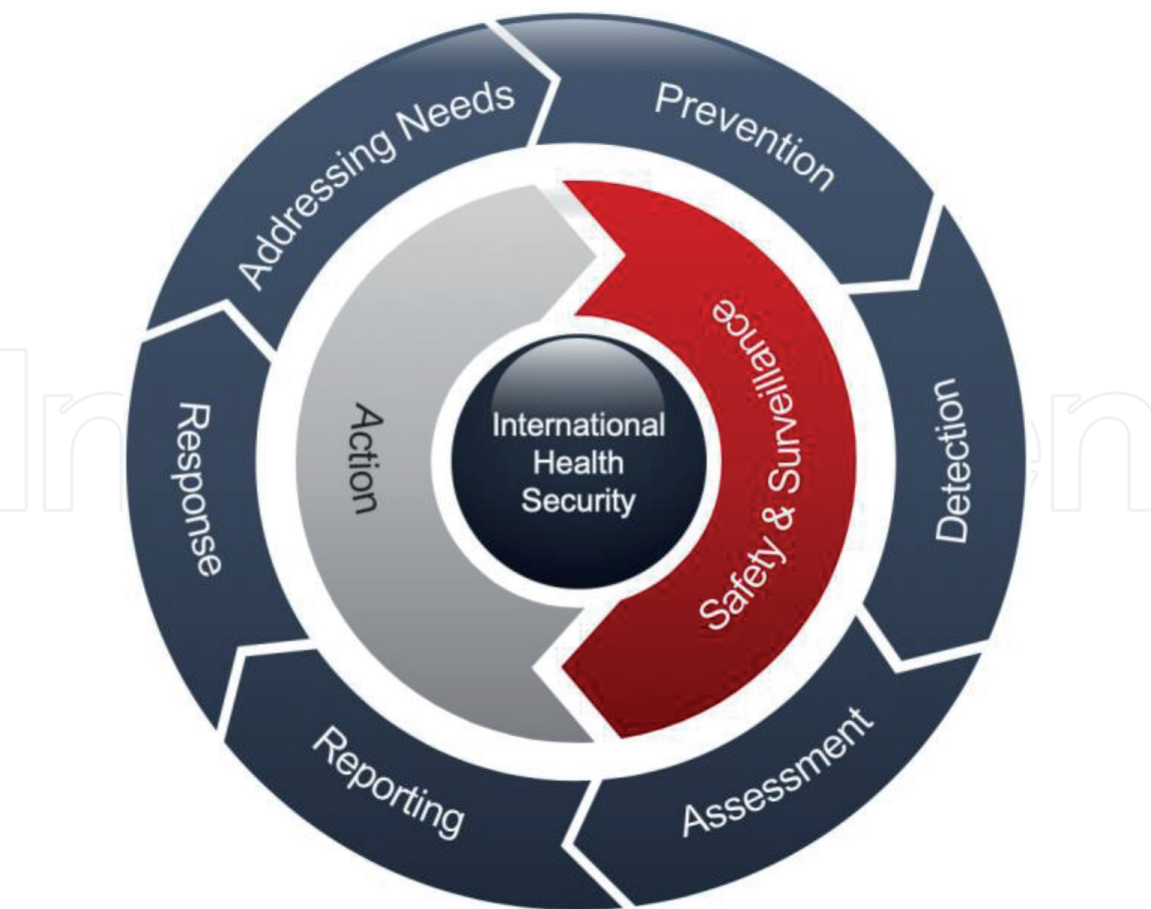 Addressing Needs
Prevention
Detection
Assessment
Reporting
Response
Action
Safety & Surveillance
International
Health
Security